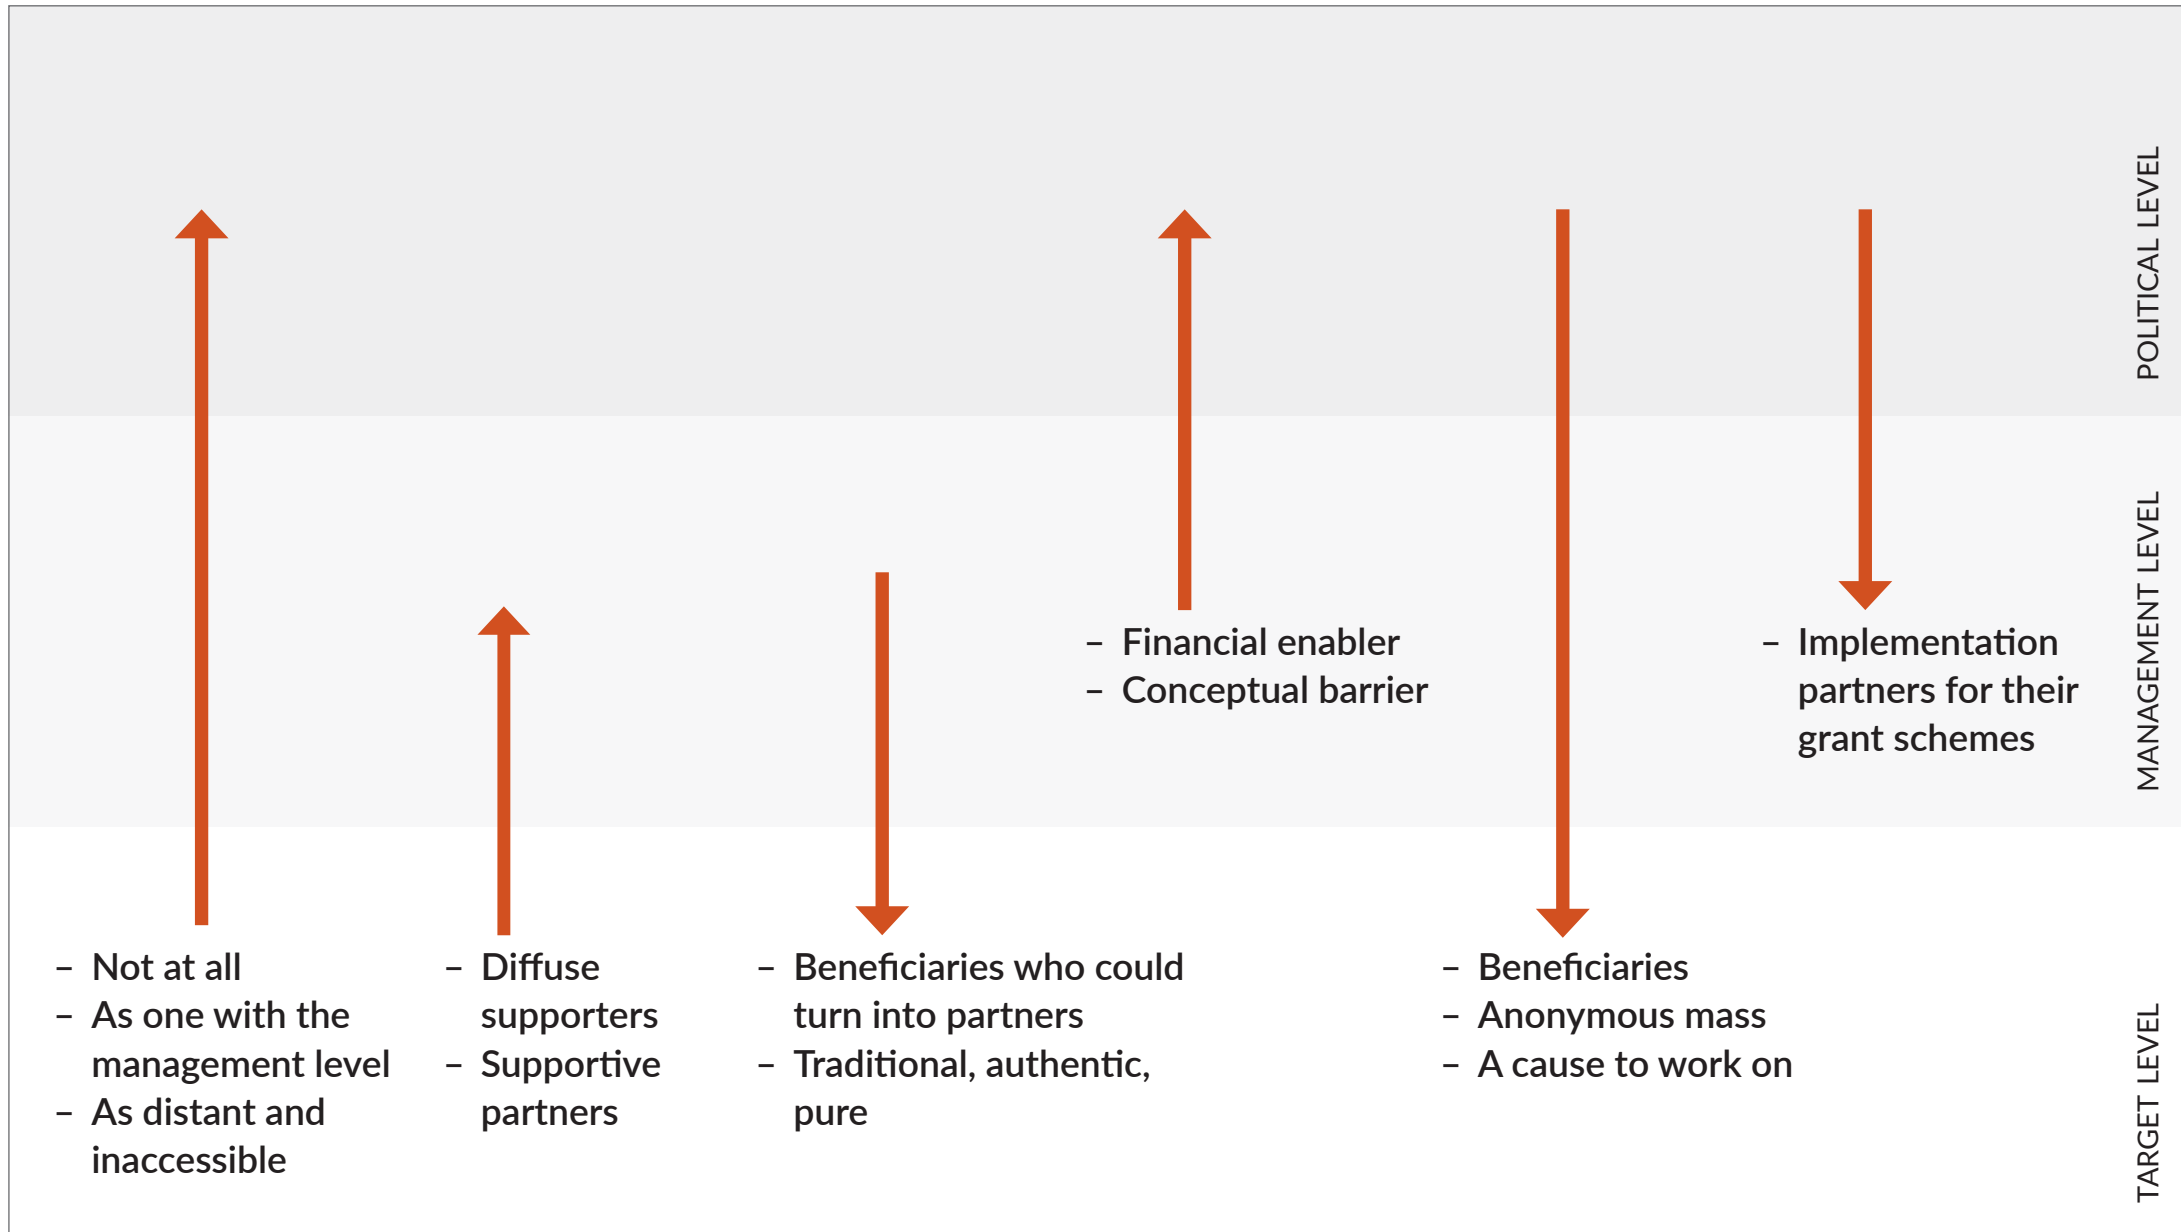 POLITICAL LEVEL
– Financial enabler
– Conceptual barrier
– Implementation
partners for their
grant schemes
MANAGEMENT LEVEL
– Not at all
– As one with the
management level
– As distant and
inaccessible
– Diffuse
supporters
– Supportive
partners
– Beneficiaries who could
turn into partners
– Traditional, authentic,
pure
– Beneficiaries
– Anonymous mass
– A cause to work on
TARGET LEVEL